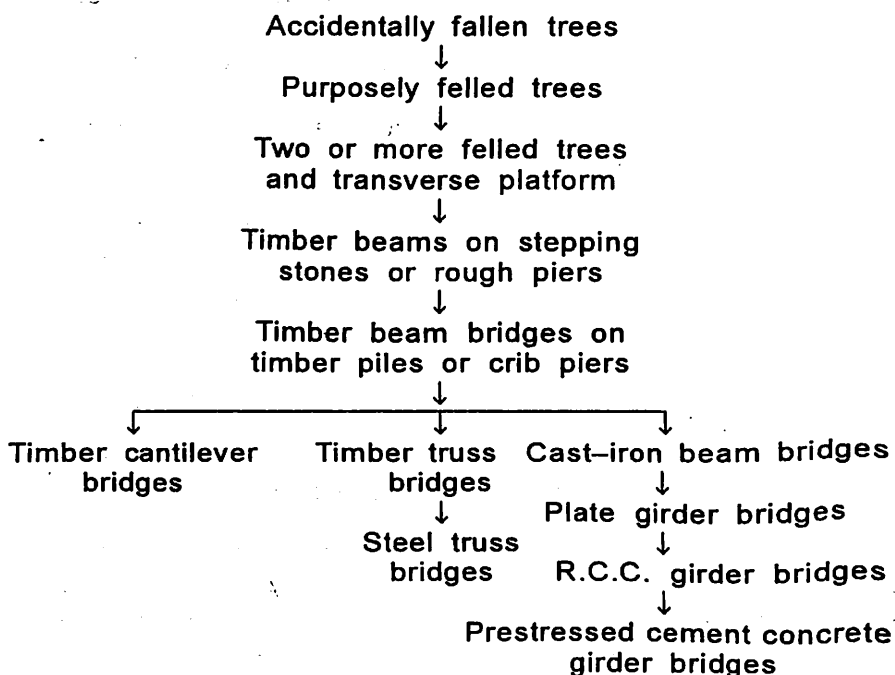 Accidentally fallen trees
Purposely felled trees
Two or more felled trees
and transverse platform
Timber beams on stepping
stones or rough piers
Timber beam bridges on
timber piles or crib piers
Timber cantilever
bridges
Timber truss
bridges
Steel truss
bridges
Cast–iron beam bridges
Plate girder bridges
R.C.C. girder bridges
Prestressed cement concrete
girder bridges